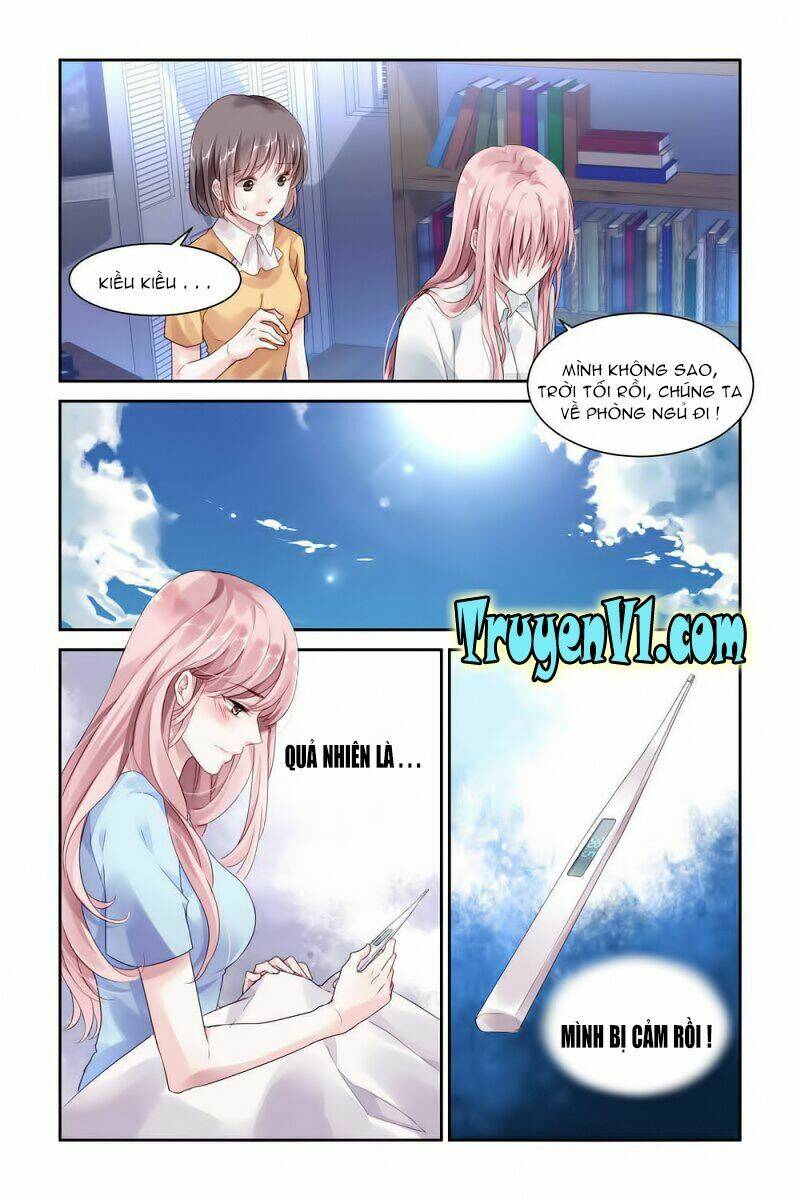 KIỀU KIỀU . . .
MÌNH KHÔNG SAO,
TRỜI TỐI RỒI, CHÚNG TA
VỀ PHÒNG NGỦ ĐI !
TruyenV1.com
QUẢ NHIÊN LÀ . . .
MÌNH BỊ CẢM RỒI !